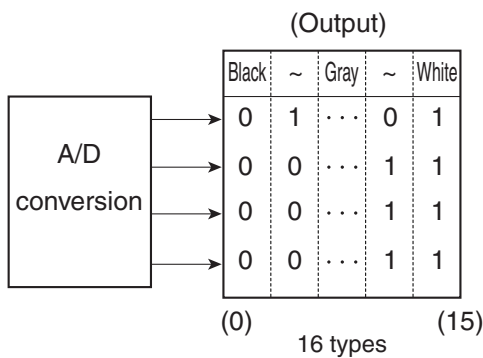 (Output)
Black ~ Gray ~ White
0 1 ··· 0 1
0 0 ··· 1 1
0 0 ··· 1 1
0 0 ··· 1 1
A/D
conversion
(0) (15)
16 types